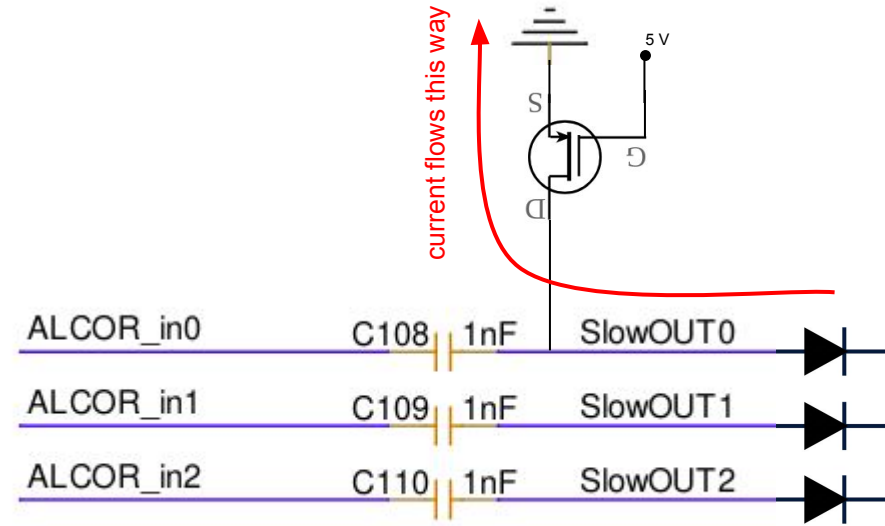 current flows this way
5 V
S
G
D
ALCOR_in0 C108 1nF SlowOUT0
ALCOR_in1 C109 1nF SlowOUT1
ALCOR_in2 C110 1nF SlowOUT2